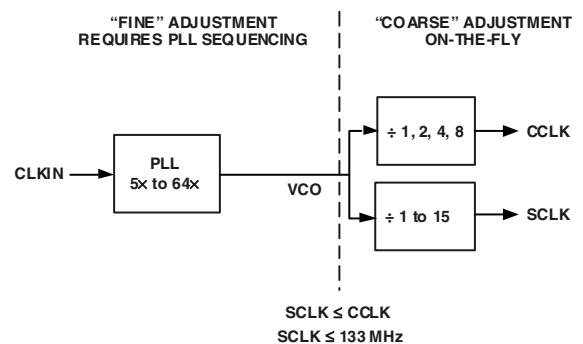 “FINE” ADJUSTMENT
REQUIRES PLL SEQUENCING
“COARSE” ADJUSTMENT
ON-THE-FLY
CLKIN
PLL
5× to 64×
VCO
÷ 1, 2, 4, 8
CCLK
÷ 1 to 15
SCLK
SCLK ≤ CCLK
SCLK ≤ 133 MHz